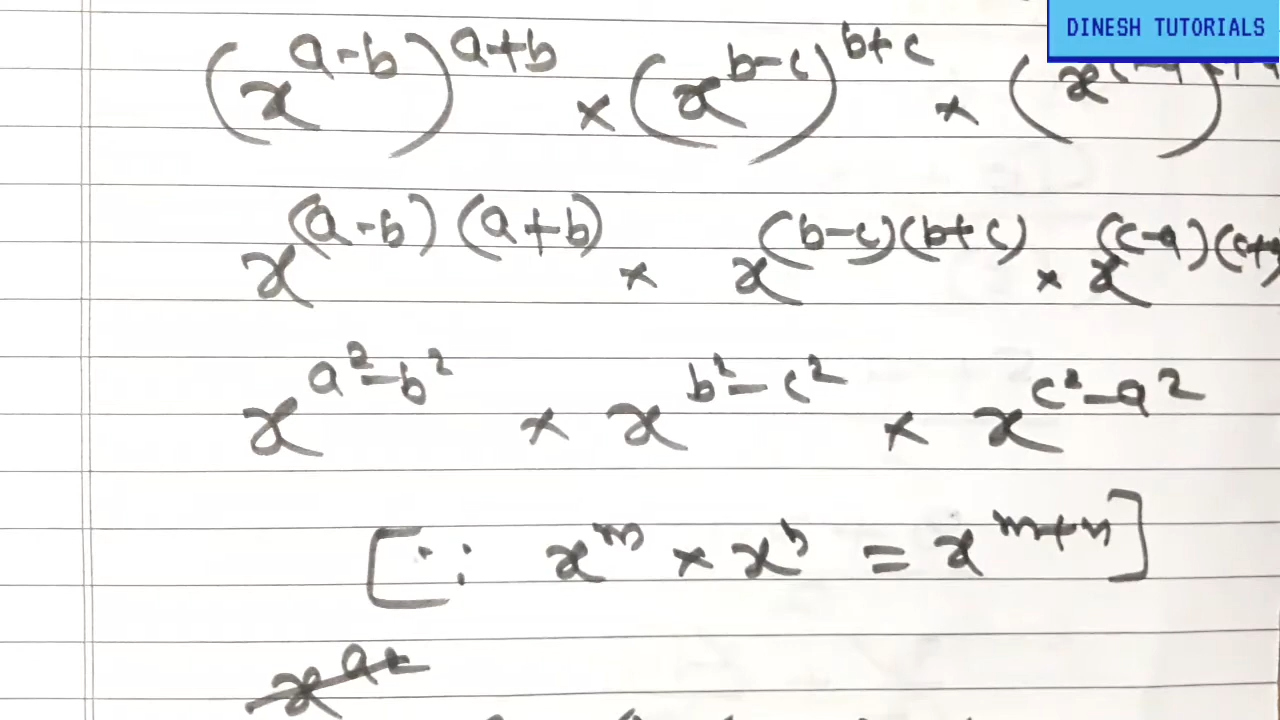 DINESH TUTORIALS
(x^{a-b})^{a+b} × (x^{b-c})^{b+c} × (x
x^{(a-b)(a+b)} × x^{(b-c)(b+c)} × x^{(c-a)(c+
x^{a²-b²} × x^{b²-c²} × x^{c²-a²}
[∵ x^m × x^n = x^{m+n}]